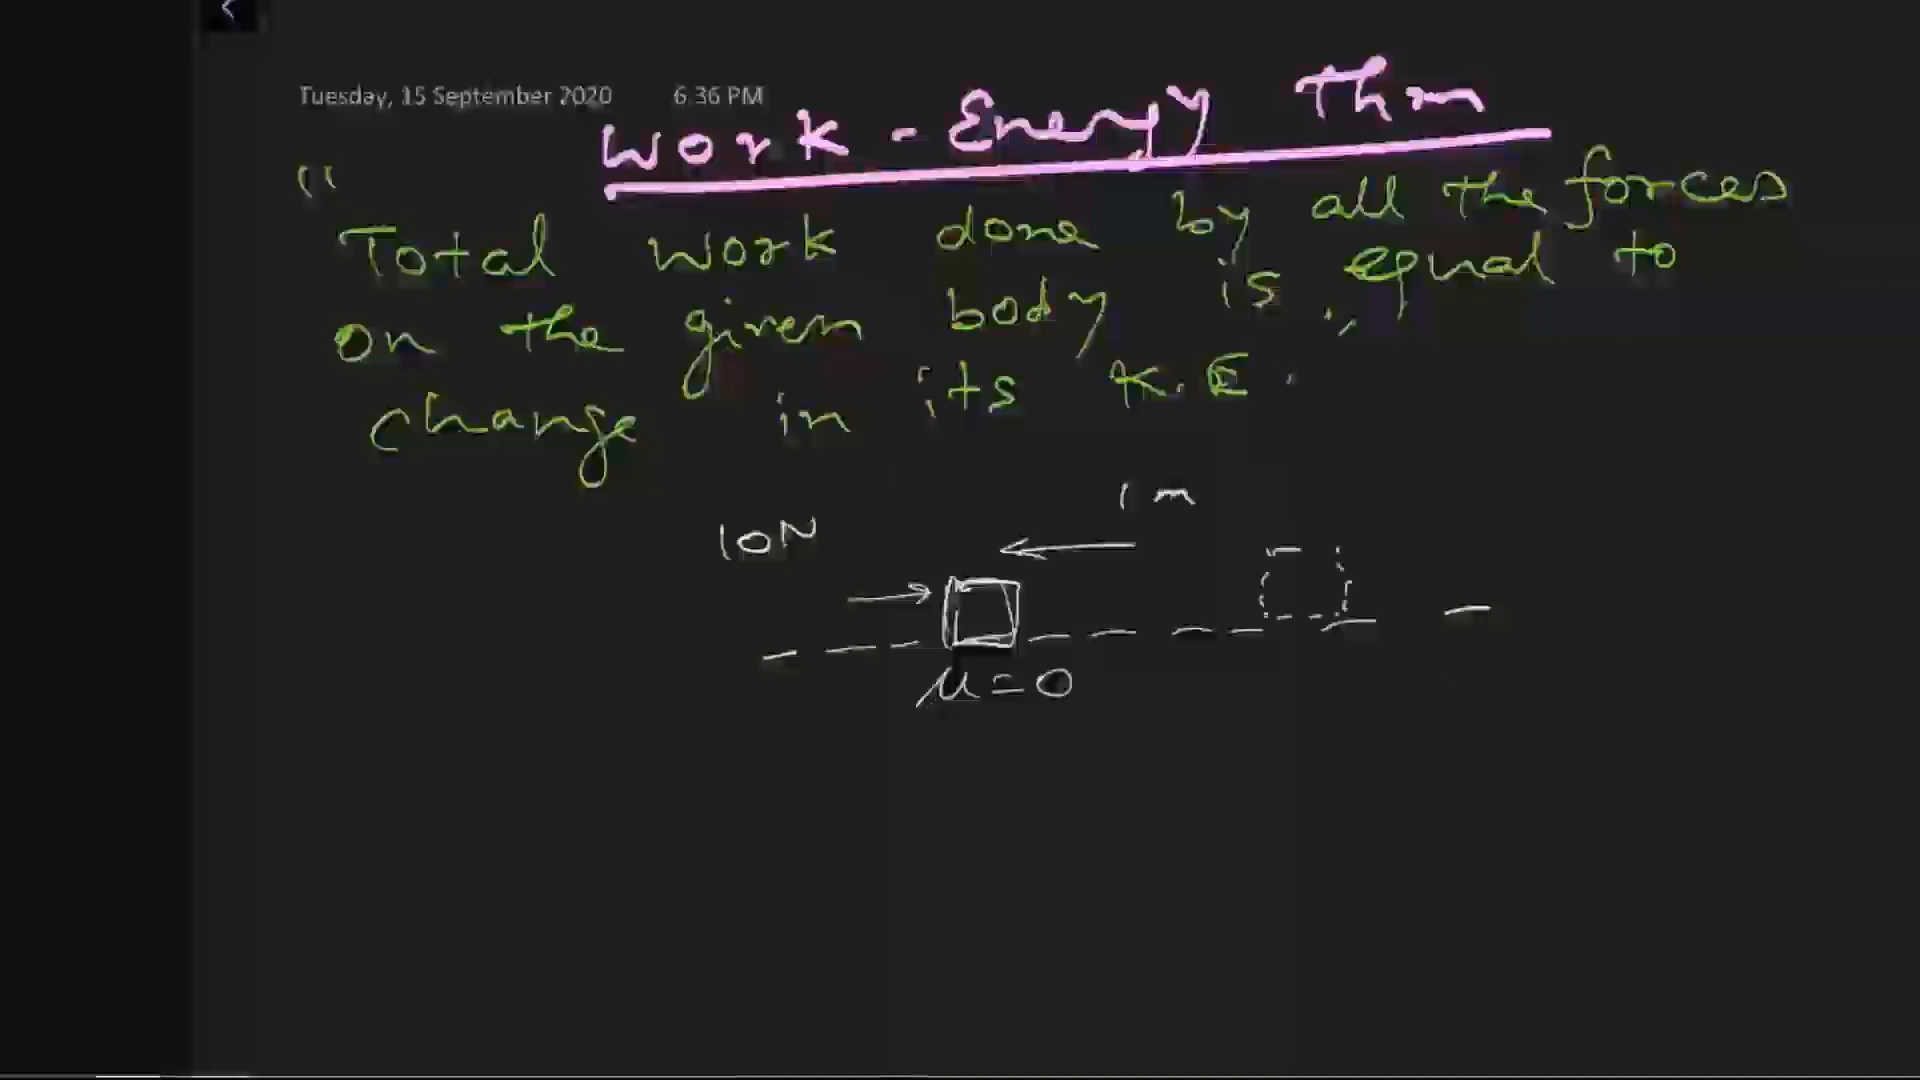 Tuesday, 15 September 2020 6:36 PM
Work - Energy Thm
"Total work done by all the forces
on the given body is equal to
change in its K.E. "
1 m
10N
μ = 0